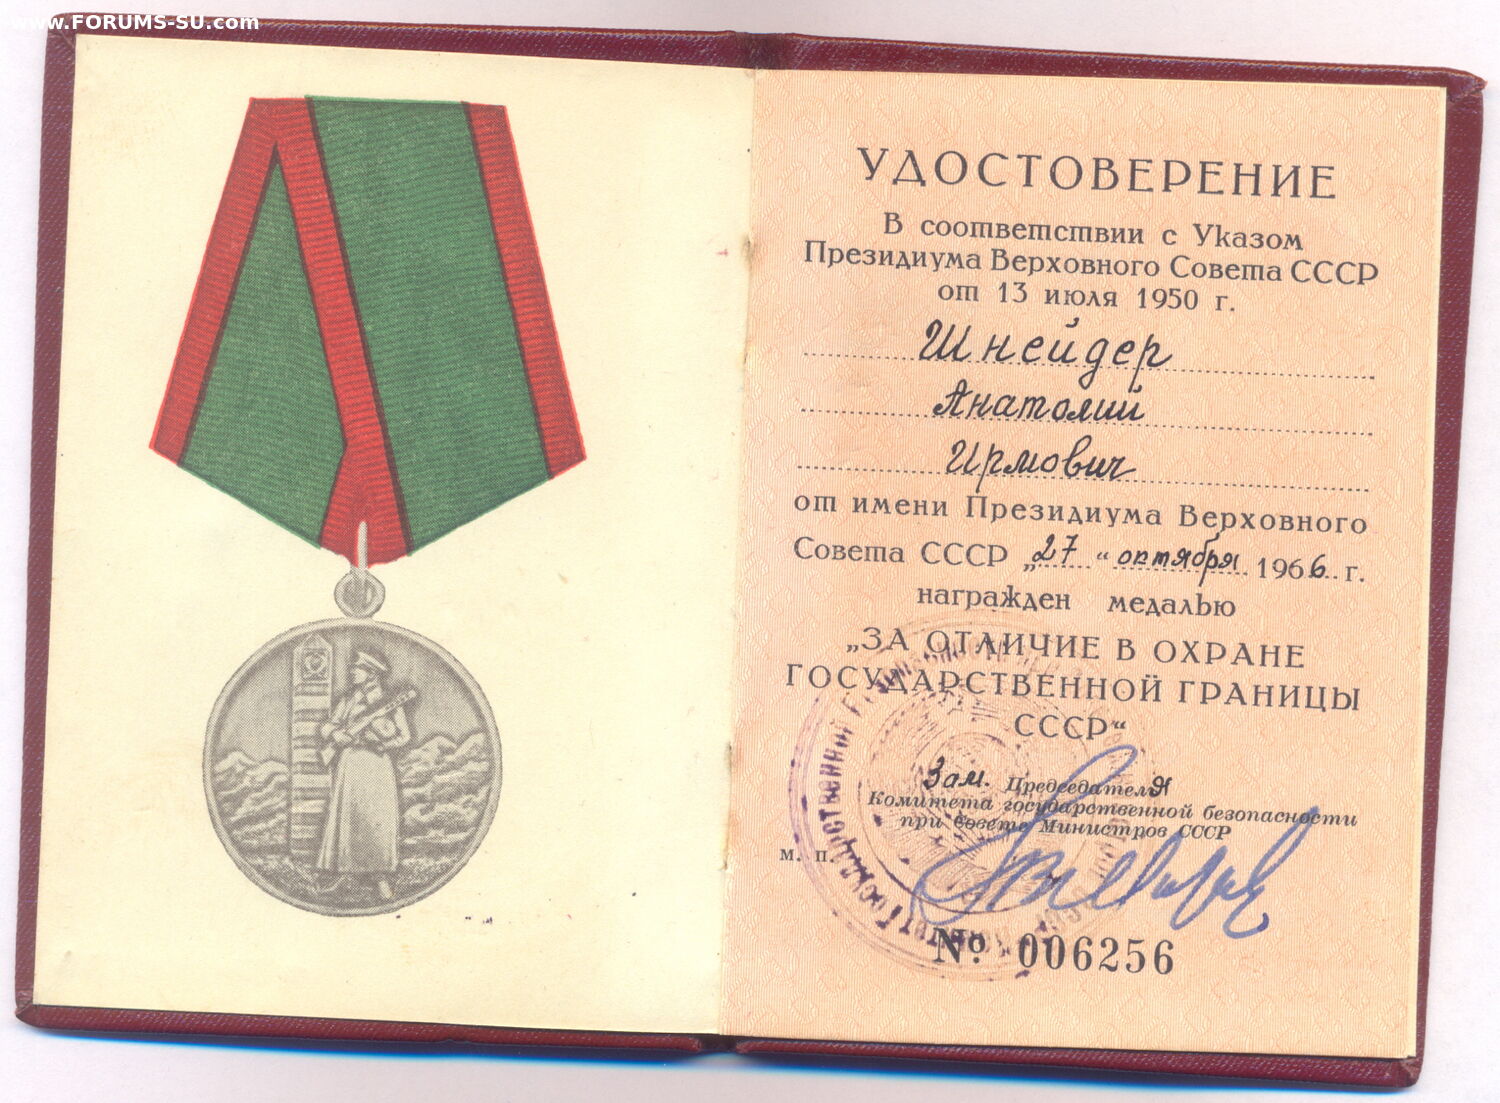 www.FORUMS-SU.com
УДОСТОВЕРЕНИЕ
В соответствии с Указом
Президиума Верховного Совета СССР
от 13 июля 1950 г.
Шнейдер
Анатолий
Ирмович
от имени Президиума Верховного
Совета СССР „27“ октября 1966 г.
награжден медалью
„ЗА ОТЛИЧИЕ В ОХРАНЕ
ГОСУДАРСТВЕННОЙ ГРАНИЦЫ
СССР“
Зам. Председателя
Комитета государственной безопасности
при Совете Министров СССР
м. п.
№ 006256